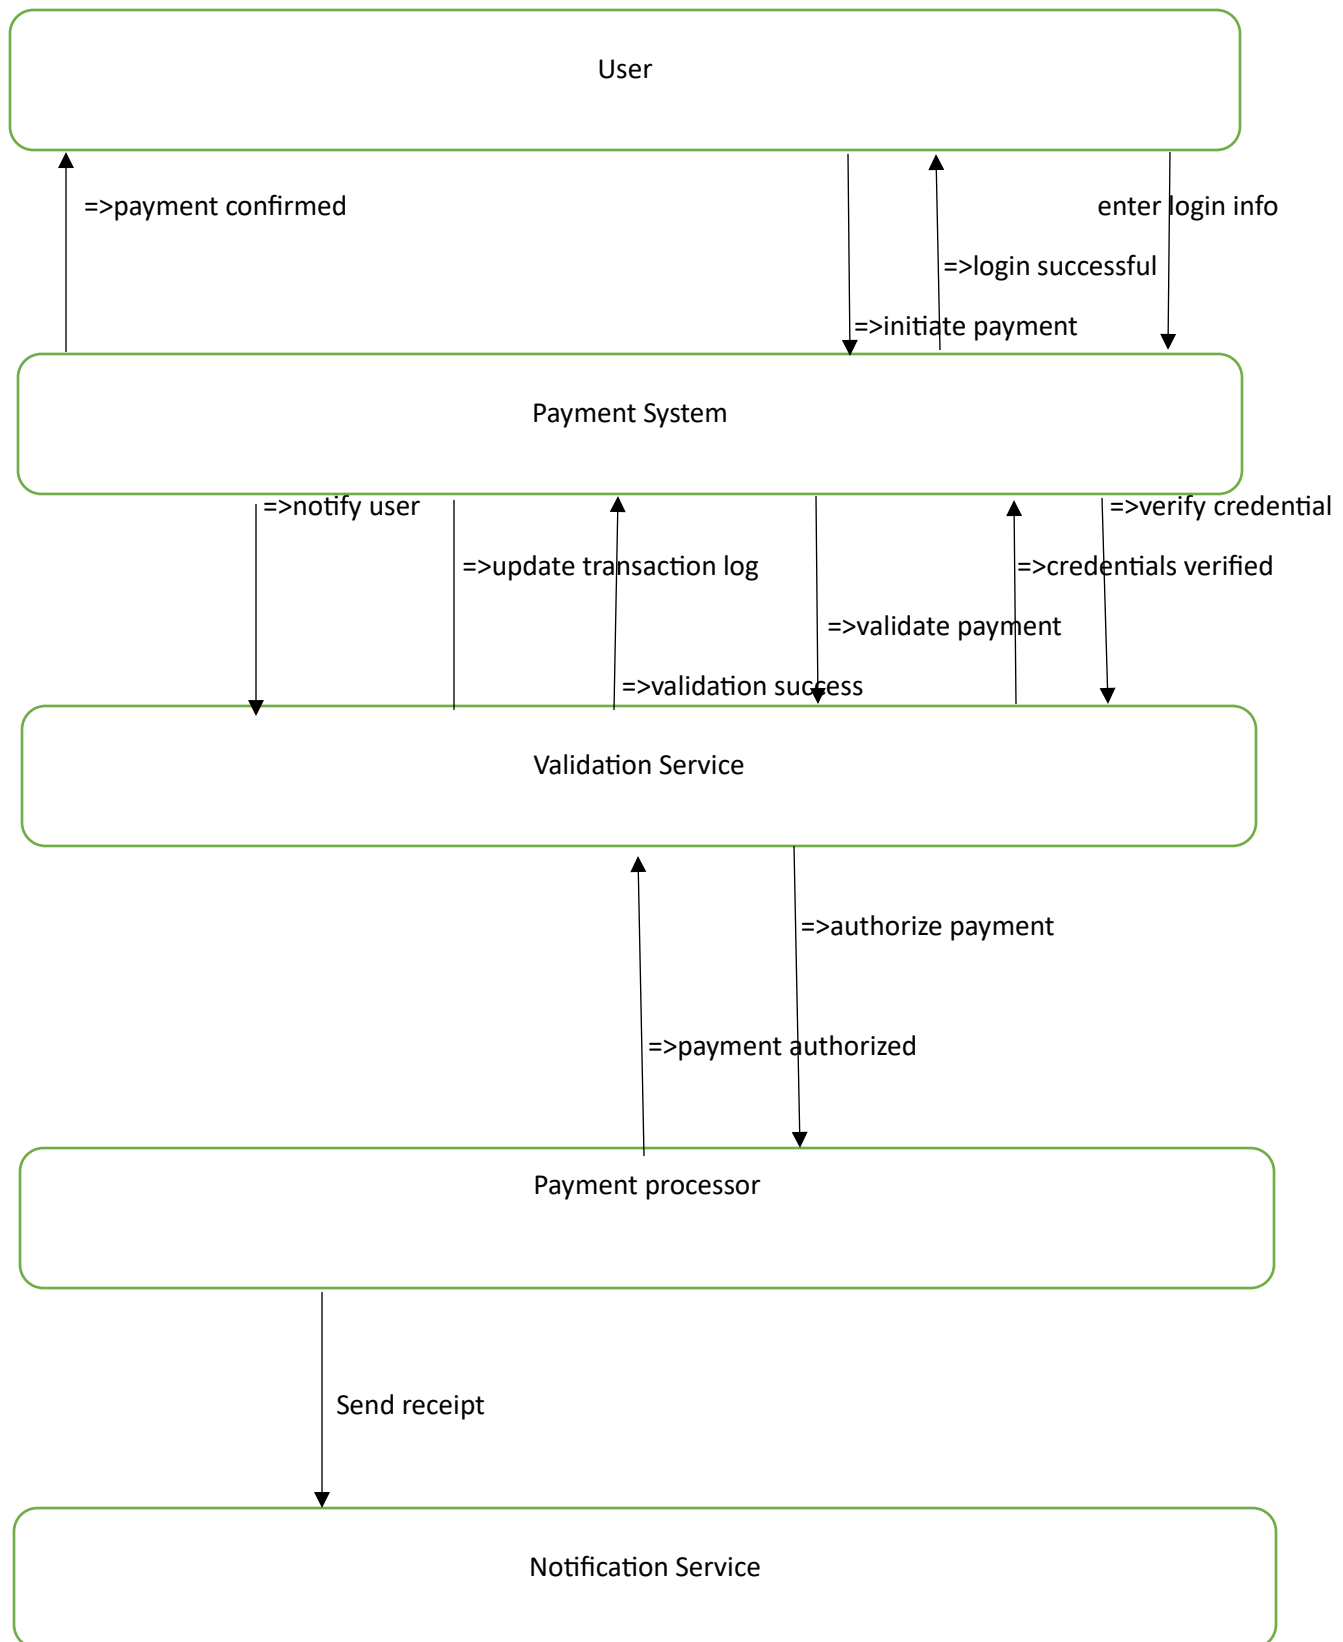 User
=>payment confirmed
enter login info
=>login successful
=>initiate payment
Payment System
=>notify user
=>verify credential
=>update transaction log
=>credentials verified
=>validate payment
=>validation success
Validation Service
=>authorize payment
=>payment authorized
Payment processor
Send receipt
Notification Service